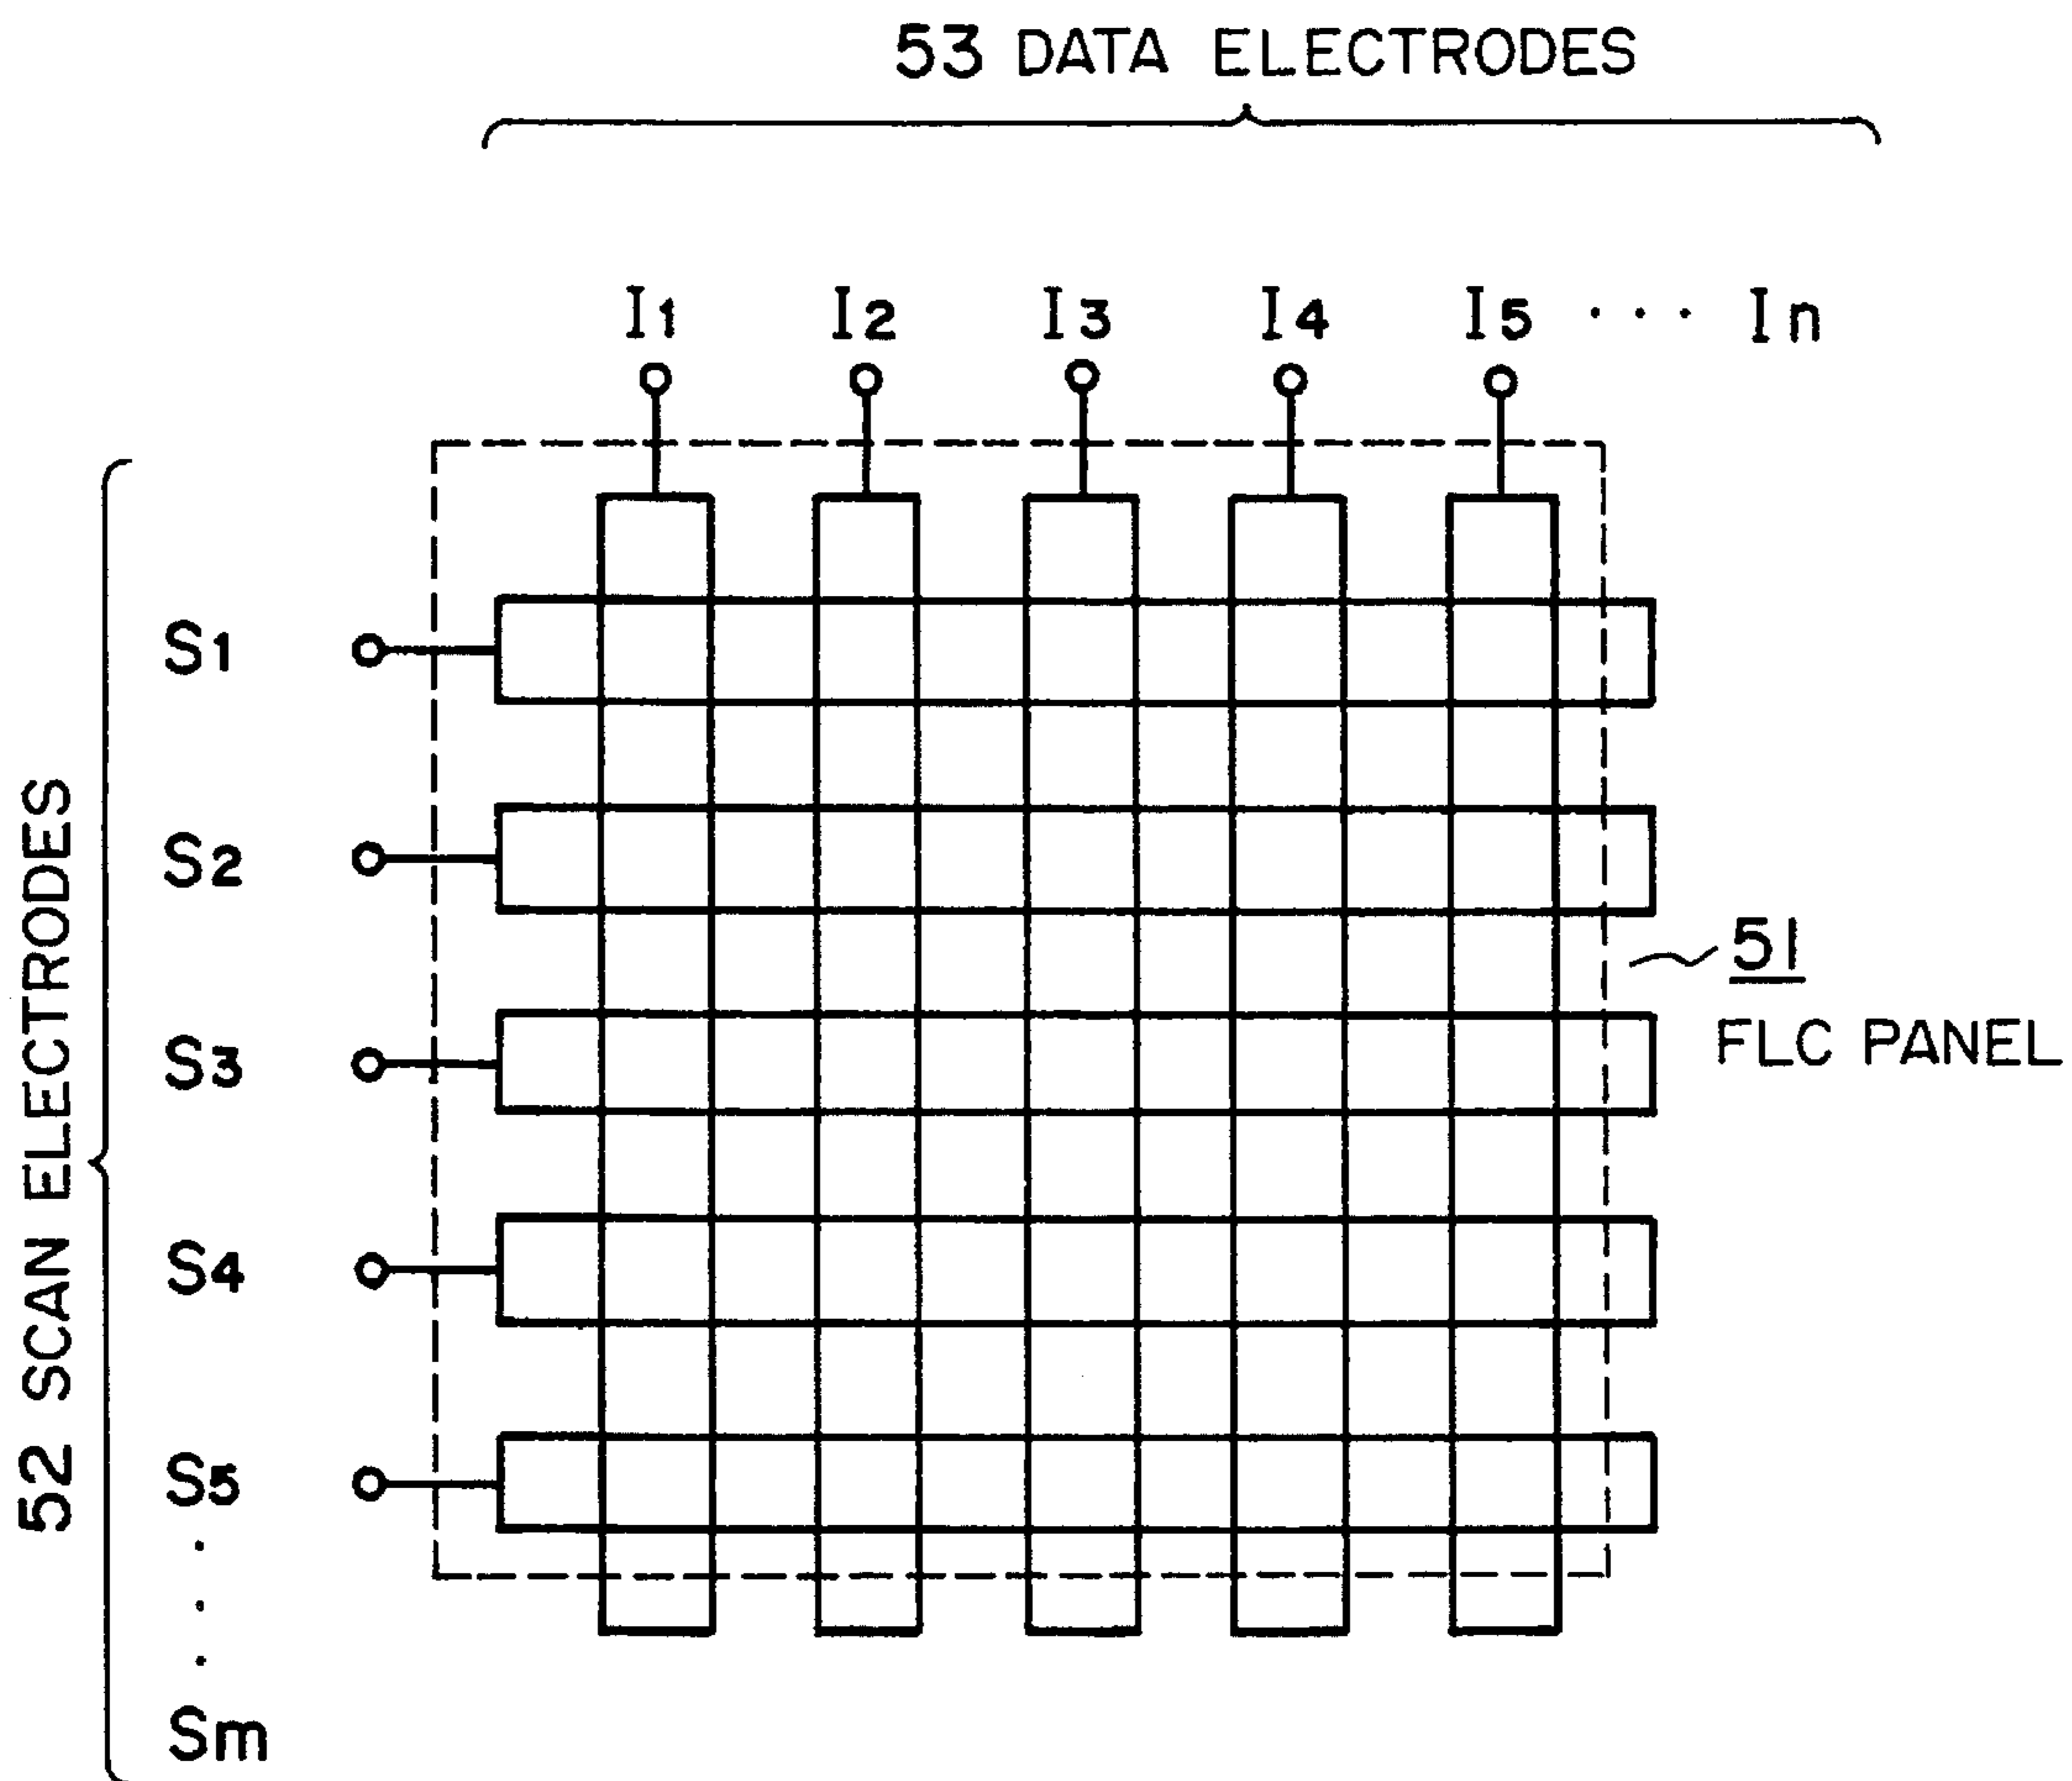 53 DATA ELECTRODES
I1 I2 I3 I4 I5 · · · In
S1
S2
51
FLC PANEL
S3
S4
S5
·
·
·
Sm
52 SCAN ELECTRODES